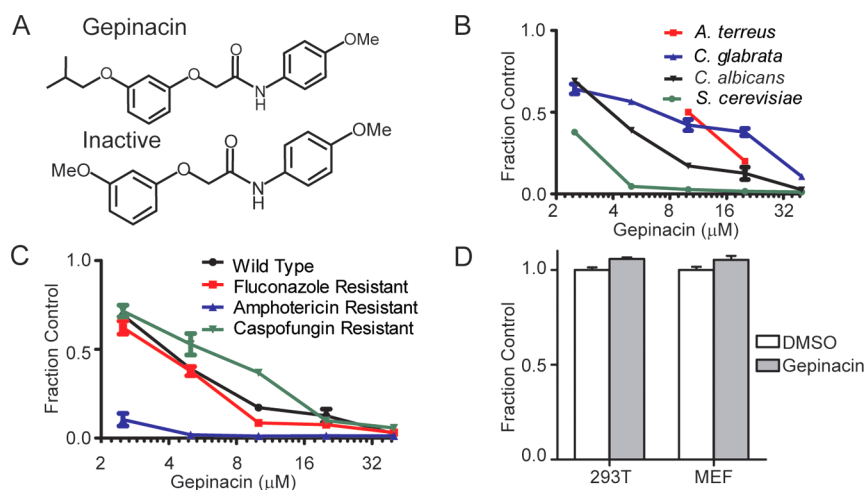 A
Gepinacin
O
O
O
N
H
OMe
Inactive
MeO
O
O
N
H
OMe
B
Fraction Control
1.0
0.5
0.0
2
4
8
16
32
Gepinacin (μM)
A. terreus
C. glabrata
C. albicans
S. cerevisiae
C
Fraction Control
1.0
0.5
0.0
2
4
8
16
32
Gepinacin (μM)
Wild Type
Fluconazole Resistant
Amphotericin Resistant
Caspofungin Resistant
D
Fraction Control
1.0
0.5
0.0
293T
MEF
DMSO
Gepinacin